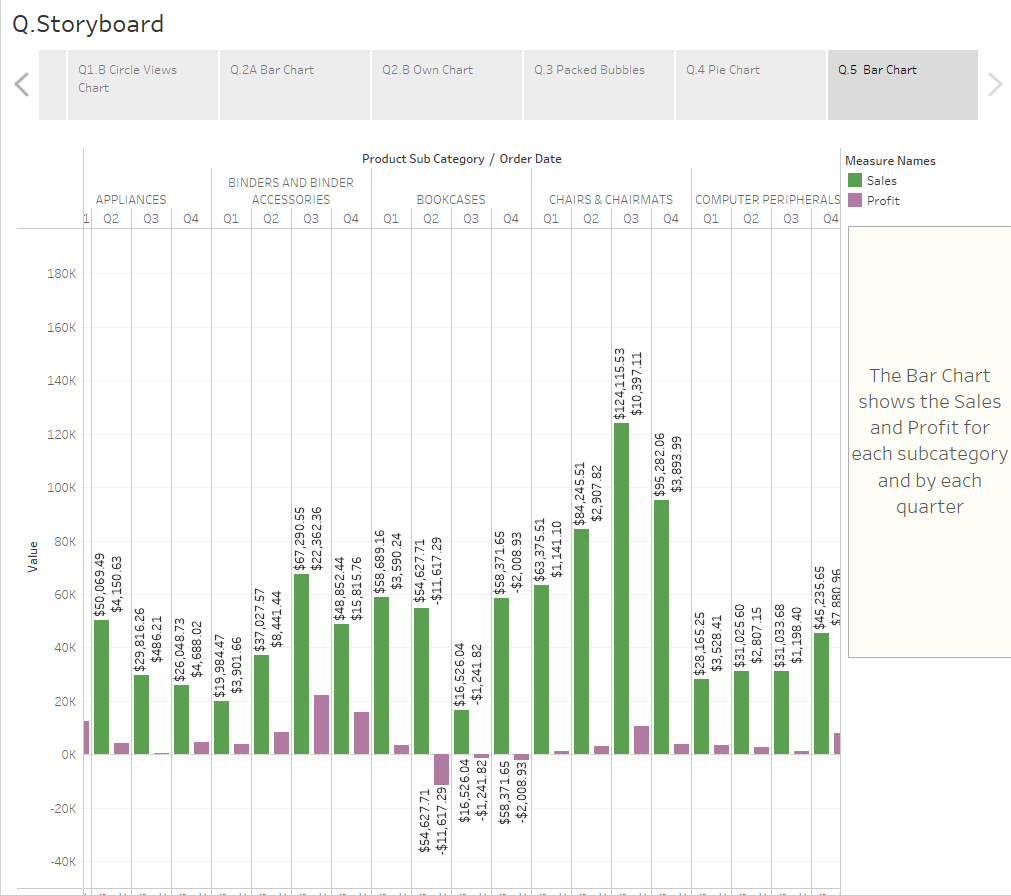 Q.Storyboard
Q1.B Circle Views
Chart
Q.2A Bar Chart
Q2.B Own Chart
Q.3 Packed Bubbles
Q.4 Pie Chart
Q.5 Bar Chart
Product Sub Category / Order Date
Measure Names
Sales
Profit
APPLIANCES
BINDERS AND BINDER
ACCESSORIES
BOOKCASES
CHAIRS & CHAIRMATS
COMPUTER PERIPHERALS
1 Q2 Q3 Q4 Q1 Q2 Q3 Q4 Q1 Q2 Q3 Q4 Q1 Q2 Q3 Q4 Q1 Q2 Q3 Q4
Value
180K
160K
140K
120K
100K
80K
60K
40K
20K
0K
-20K
-40K
$50,069.49
$4,150.63
$29,816.26
$486.21
$26,048.73
$4,688.02
$19,984.47
$3,901.66
$37,027.57
$8,441.44
$67,290.55
$22,362.36
$48,852.44
$15,815.76
$58,689.16
$3,590.24
$54,627.71
-$11,617.29
$16,526.04
-$1,241.82
$58,371.65
-$2,008.93
$63,375.51
$1,141.10
$84,245.51
$2,907.82
$124,115.53
$10,397.11
$95,282.06
$3,893.99
$28,165.25
$3,528.41
$31,025.60
$2,807.15
$31,033.68
$1,198.40
$45,235.65
$7,880.96
$54,627.71
-$11,617.29
$16,526.04
-$1,241.82
$58,371.65
-$2,008.93
The Bar Chart
shows the Sales
and Profit for
each subcategory
and by each
quarter